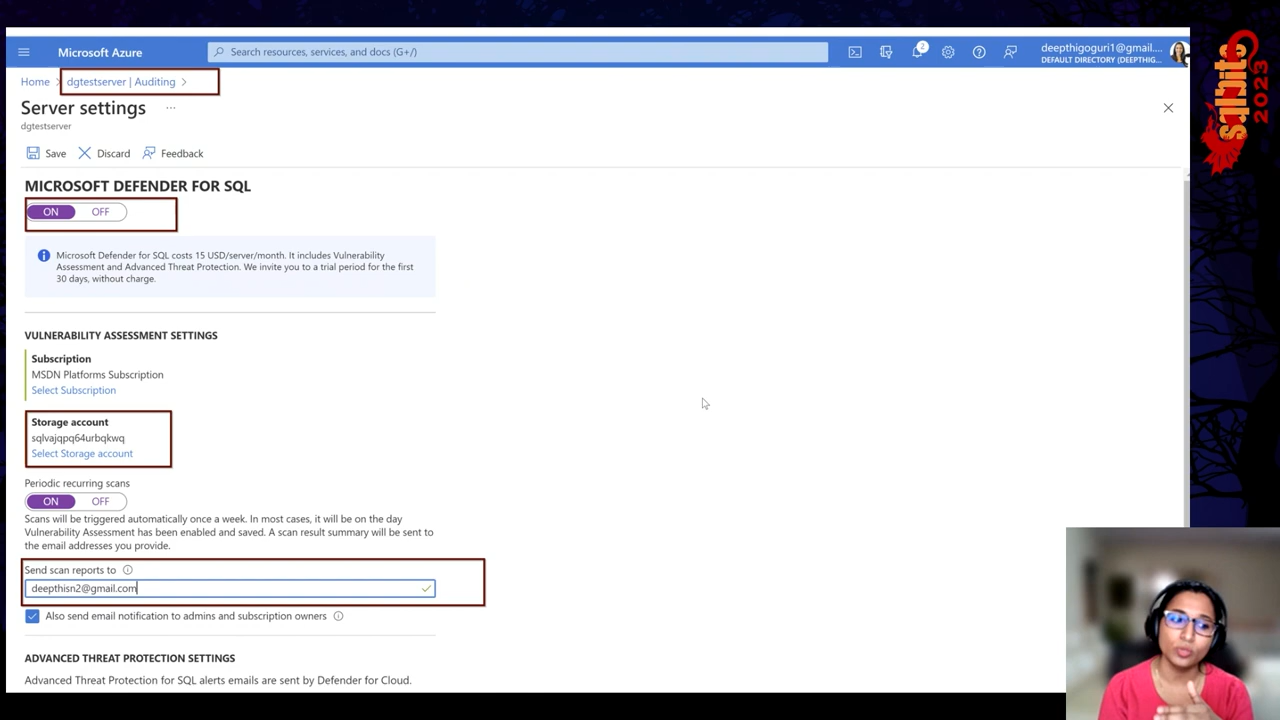 Microsoft Azure
Search resources, services, and docs (G+/)
2
deepthigoguri1@gmail....
DEFAULT DIRECTORY (DEEPTHIG...
Home > dgtestserver | Auditing >
Server settings ...
dgtestserver
Save Discard Feedback
MICROSOFT DEFENDER FOR SQL
ON OFF
Microsoft Defender for SQL costs 15 USD/server/month. It includes Vulnerability
Assessment and Advanced Threat Protection. We invite you to a trial period for the first
30 days, without charge.
VULNERABILITY ASSESSMENT SETTINGS
Subscription
MSDN Platforms Subscription
Select Subscription
Storage account
sqlvajqpq64urbqkwq
Select Storage account
Periodic recurring scans
ON OFF
Scans will be triggered automatically once a week. In most cases, it will be on the day
Vulnerability Assessment has been enabled and saved. A scan result summary will be sent to
the email addresses you provide.
Send scan reports to
deepthisn2@gmail.com
Also send email notification to admins and subscription owners
ADVANCED THREAT PROTECTION SETTINGS
Advanced Threat Protection for SQL alerts emails are sent by Defender for Cloud.
sqlbits
2023